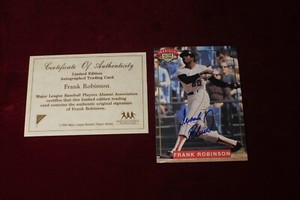 Certificate Of Authenticity
Limited Edition
Autographed Trading Card
Frank Robinson
Major League Baseball Players Alumni Association
certifies that this limited edition trading
card contains the authentic original signature
of Frank Robinson.
FRANK ROBINSON